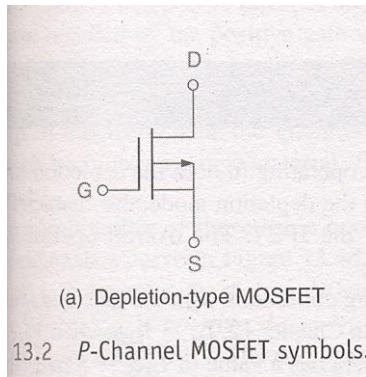 D
G
S
(a) Depletion-type MOSFET
13.2 P-Channel MOSFET symbols.